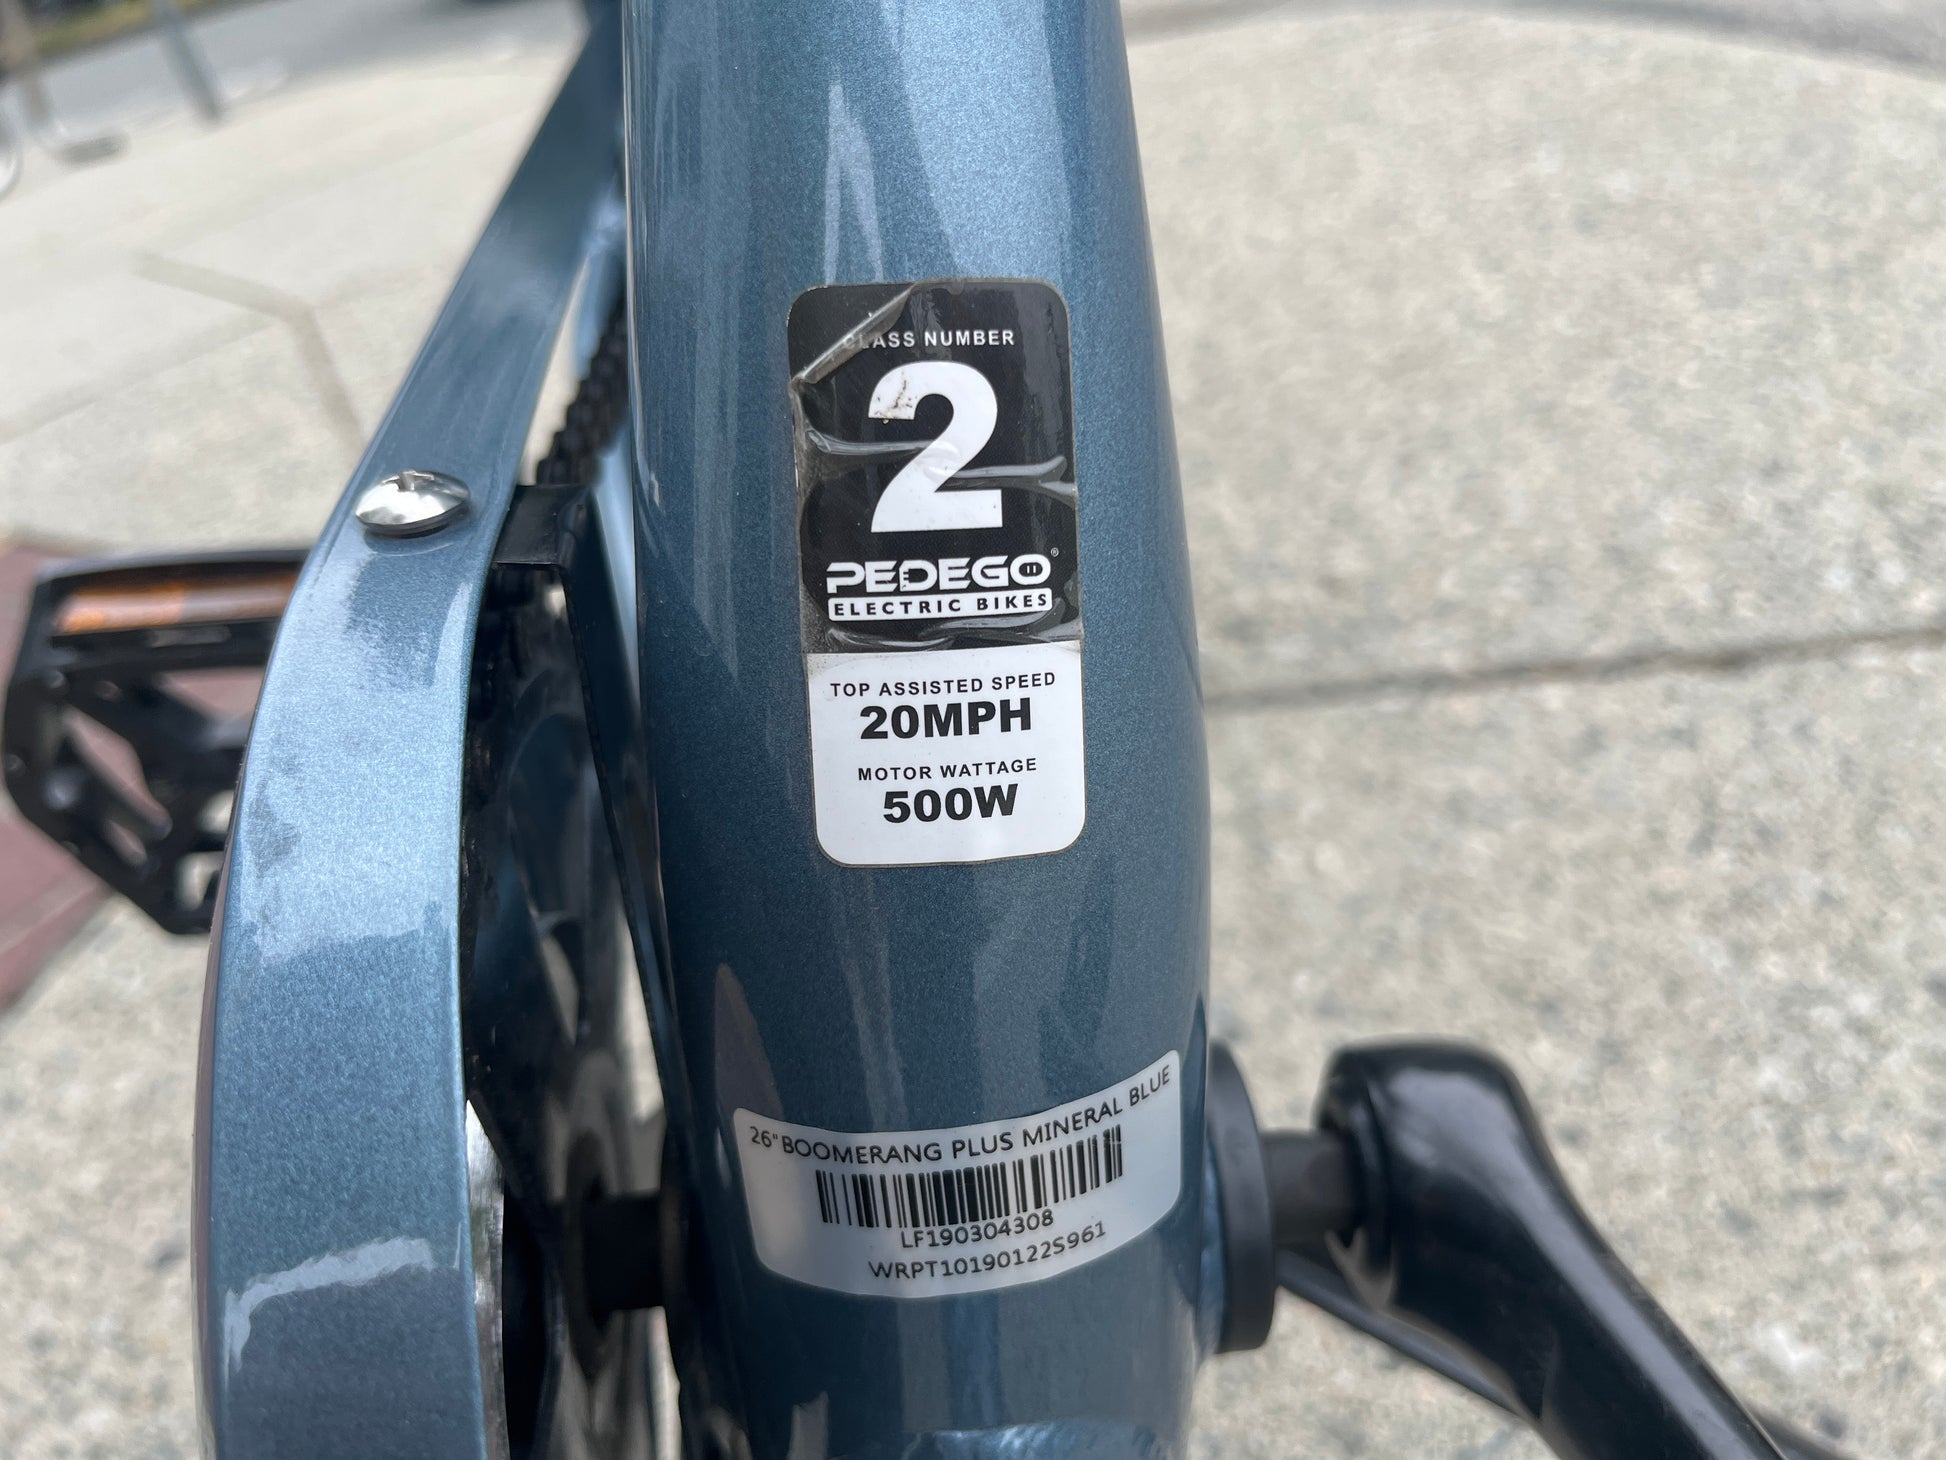 CLASS NUMBER
2
PEDEGO®
ELECTRIC BIKES
TOP ASSISTED SPEED
20MPH
MOTOR WATTAGE
500W
26" BOOMERANG PLUS MINERAL BLUE
LF190304308
WRPT10190122S961